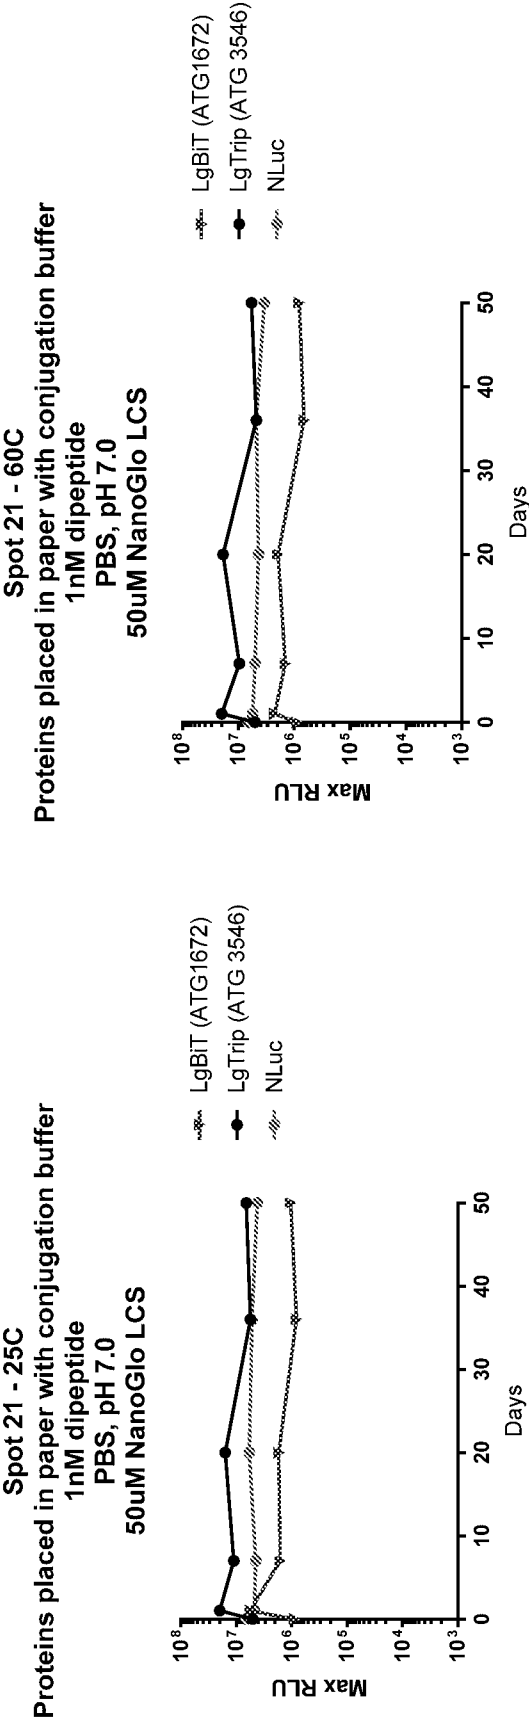 Spot 21 - 25C
Proteins placed in paper with conjugation buffer
1nM dipeptide
PBS, pH 7.0
50uM NanoGlo LCS
Max RLU
10^8
10^7
10^6
10^5
10^4
10^3
0
10
20
30
40
50
Days
LgBiT (ATG1672)
LgTrip (ATG 3546)
NLuc
Spot 21 - 60C
Proteins placed in paper with conjugation buffer
1nM dipeptide
PBS, pH 7.0
50uM NanoGlo LCS
Max RLU
10^8
10^7
10^6
10^5
10^4
10^3
0
10
20
30
40
50
Days
LgBiT (ATG1672)
LgTrip (ATG 3546)
NLuc